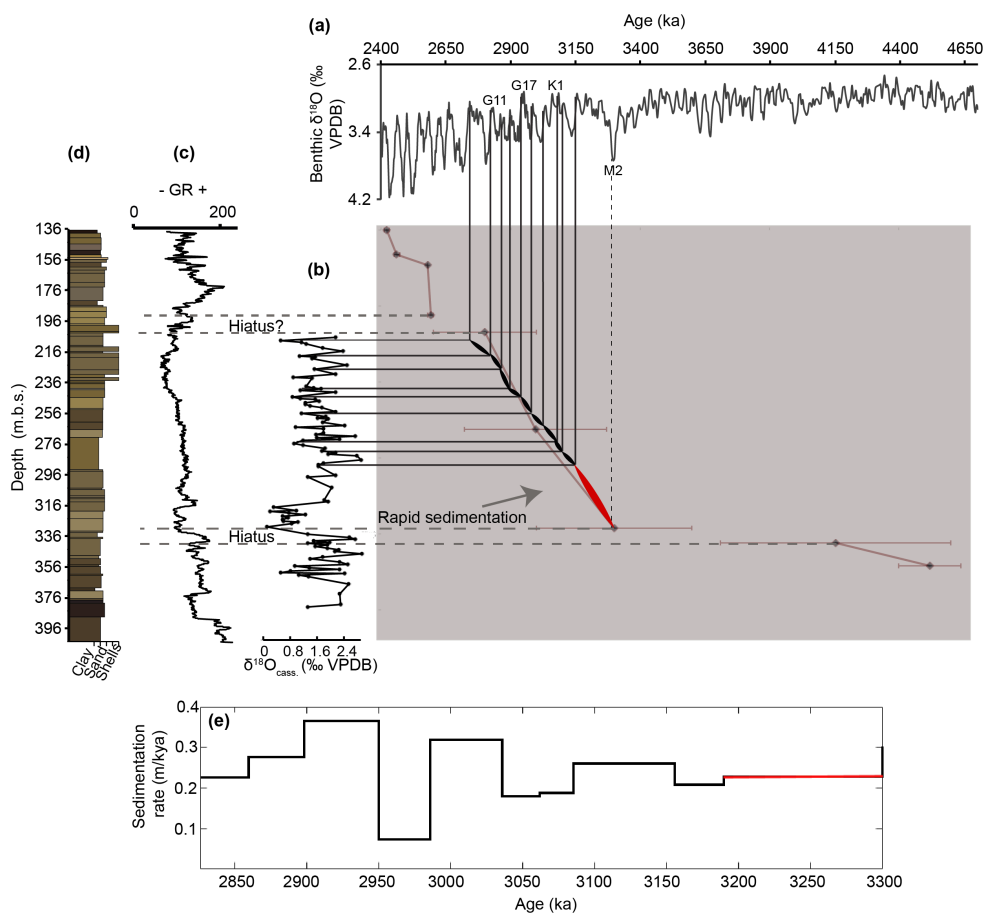 (a)
Age (ka)
2400 2650 2900 3150 3400 3650 3900 4150 4400 4650
2.6
3.4
4.2
Benthic δ¹⁸O (‰
VPDB)
G11
G17
K1
M2
(d)
(c)
- GR +
0 200
(b)
136
156
176
196
216
236
256
276
296
316
336
356
376
396
Depth (m.b.s.)
Hiatus?
Rapid sedimentation
Hiatus
Clay
Sand
Shells
0 0.8 1.6 2.4
δ¹⁸O cass. (‰ VPDB)
(e)
0.4
0.3
0.2
0.1
Sedimentation
rate (m/kya)
2850 2900 2950 3000 3050 3100 3150 3200 3250 3300
Age (ka)